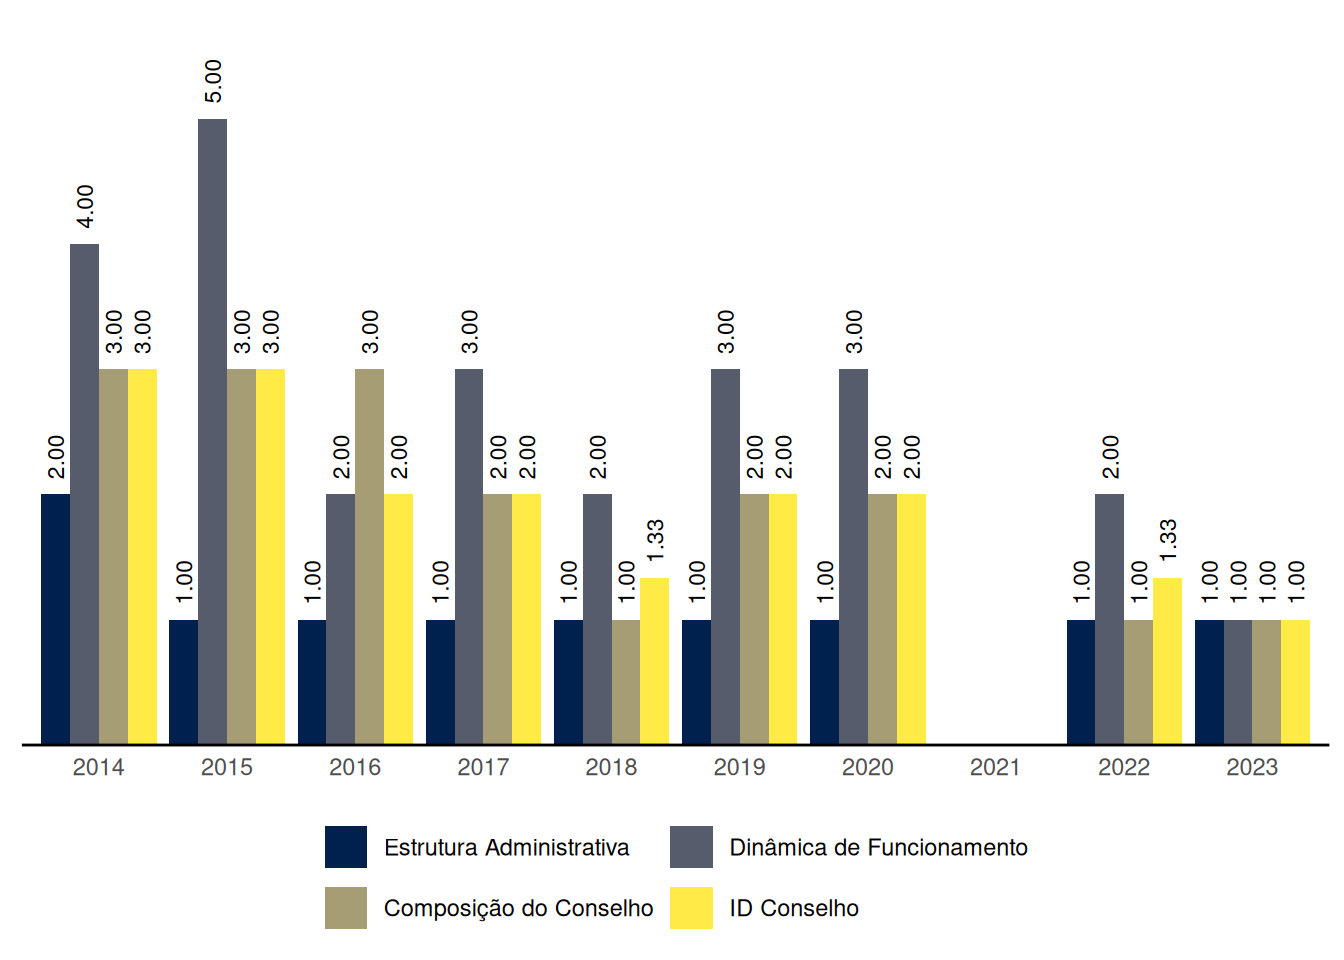 5.00
4.00
3.00 3.00 3.00 3.00 3.00 3.00 3.00 3.00
2.00 2.00 2.00 2.00 2.00 2.00 2.00 2.00 2.00 2.00 2.00
1.33 1.33
1.00 1.00 1.00 1.00 1.00 1.00 1.00 1.00 1.00 1.00 1.00 1.00 1.00
2014 2015 2016 2017 2018 2019 2020 2021 2022 2023
Estrutura Administrativa Dinâmica de Funcionamento
Composição do Conselho ID Conselho